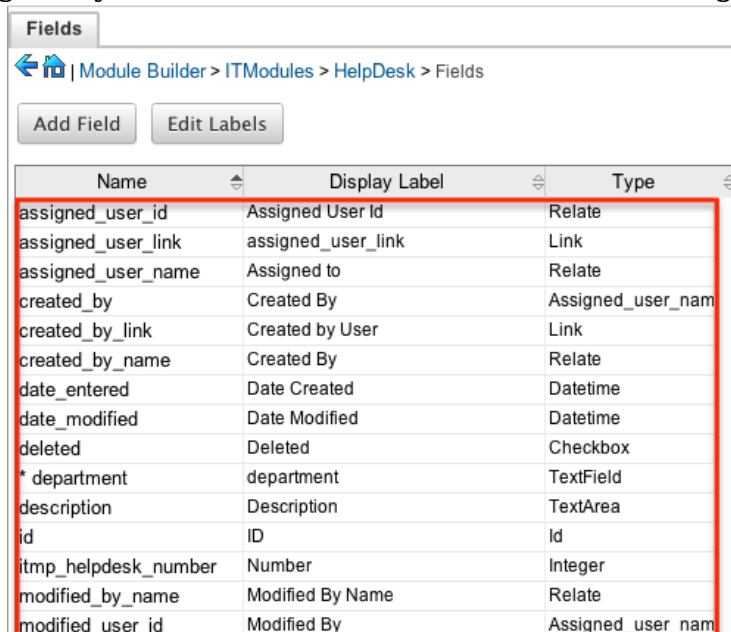 Fields
| Module Builder > ITModules > HelpDesk > Fields
Add Field Edit Labels
Name Display Label Type
assigned_user_id Assigned User Id Relate
assigned_user_link assigned_user_link Link
assigned_user_name Assigned to Relate
created_by Created By Assigned_user_nam
created_by_link Created by User Link
created_by_name Created By Relate
date_entered Date Created Datetime
date_modified Date Modified Datetime
deleted Deleted Checkbox
* department department TextField
description Description TextArea
id ID Id
itmp_helpdesk_number Number Integer
modified_by_name Modified By Name Relate
modified_user_id Modified By Assigned_user_nam